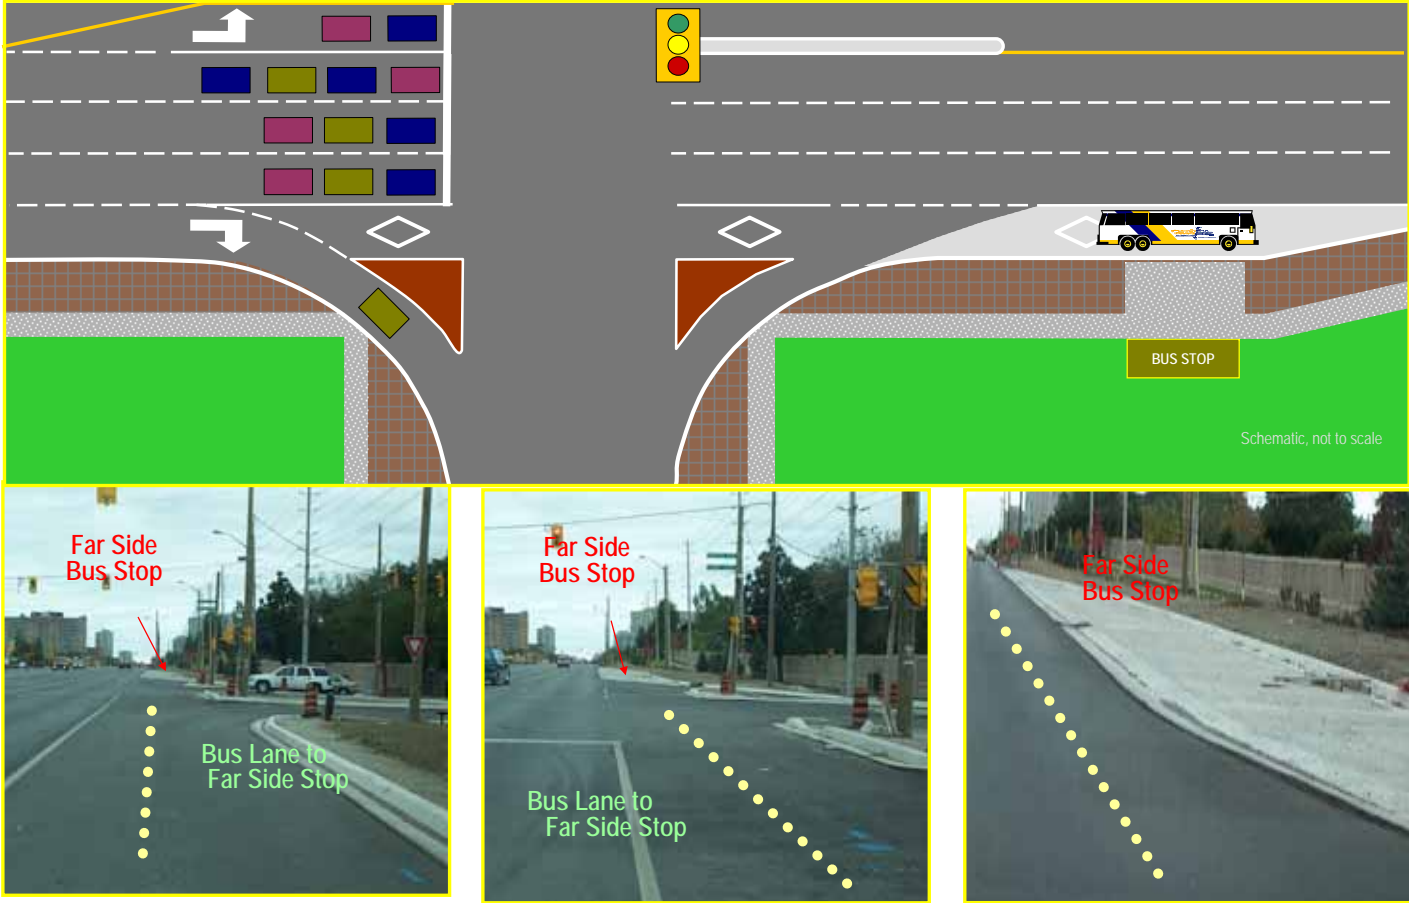 BUS STOP
Schematic, not to scale
Far Side
Bus Stop
Bus Lane to
Far Side Stop
Far Side
Bus Stop
Bus Lane to
Far Side Stop
Far Side
Bus Stop